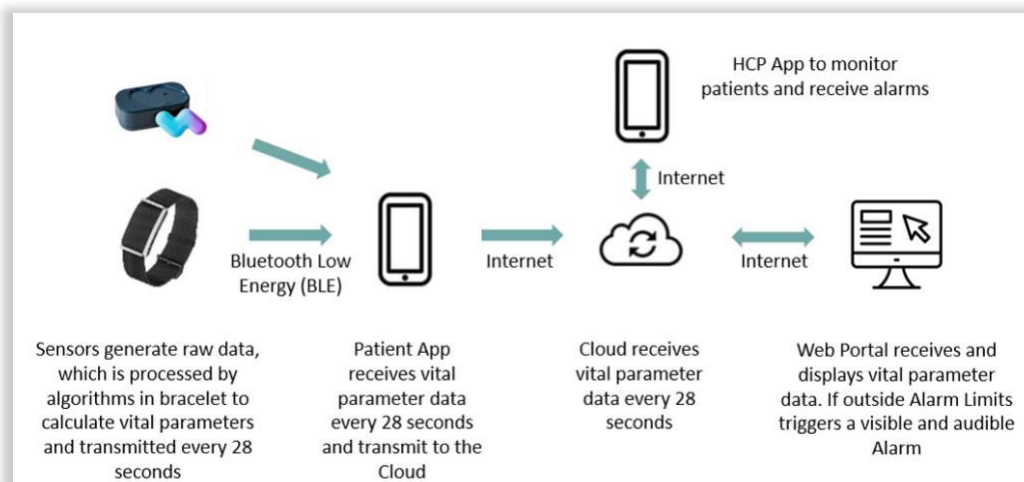 HCP App to monitor
patients and receive alarms
Internet
Bluetooth Low
Energy (BLE)
Internet
Internet
Sensors generate raw data,
which is processed by
algorithms in bracelet to
calculate vital parameters
and transmitted every 28
seconds
Patient App
receives vital
parameter data
every 28 seconds
and transmit to the
Cloud
Cloud receives
vital parameter
data every 28
seconds
Web Portal receives and
displays vital parameter
data. If outside Alarm Limits
triggers a visible and audible
Alarm